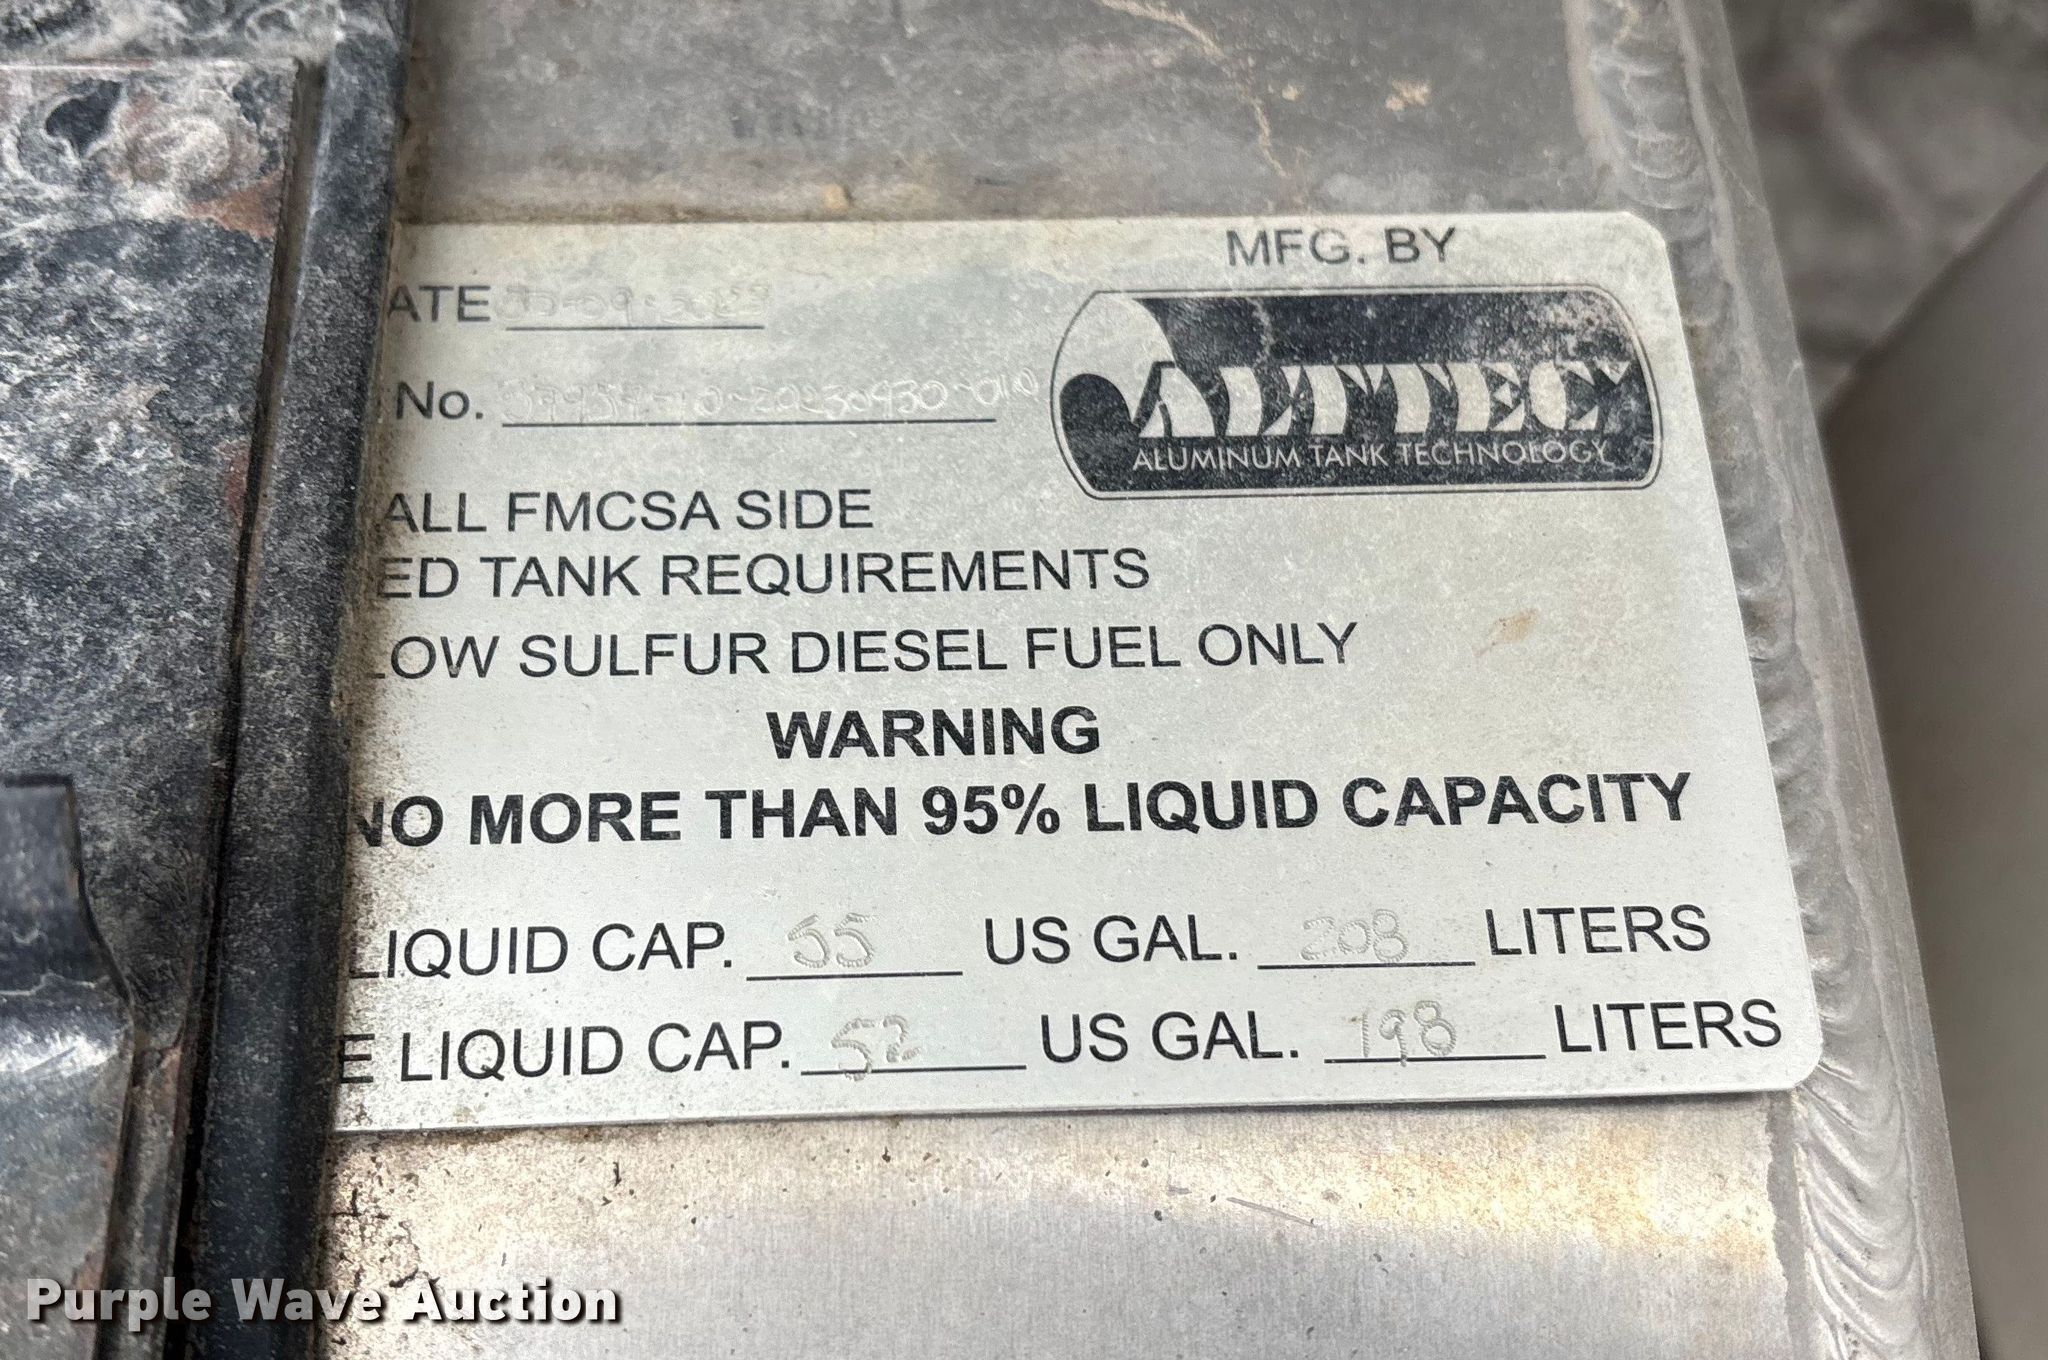 MFG. BY
ATE
No.
ALTTEC
ALUMINUM TANK TECHNOLOGY
ALL FMCSA SIDE
ED TANK REQUIREMENTS
LOW SULFUR DIESEL FUEL ONLY
WARNING
NO MORE THAN 95% LIQUID CAPACITY
LIQUID CAP. 55 US GAL. 208 LITERS
E LIQUID CAP. 52 US GAL. 198 LITERS
Purple Wave Auction